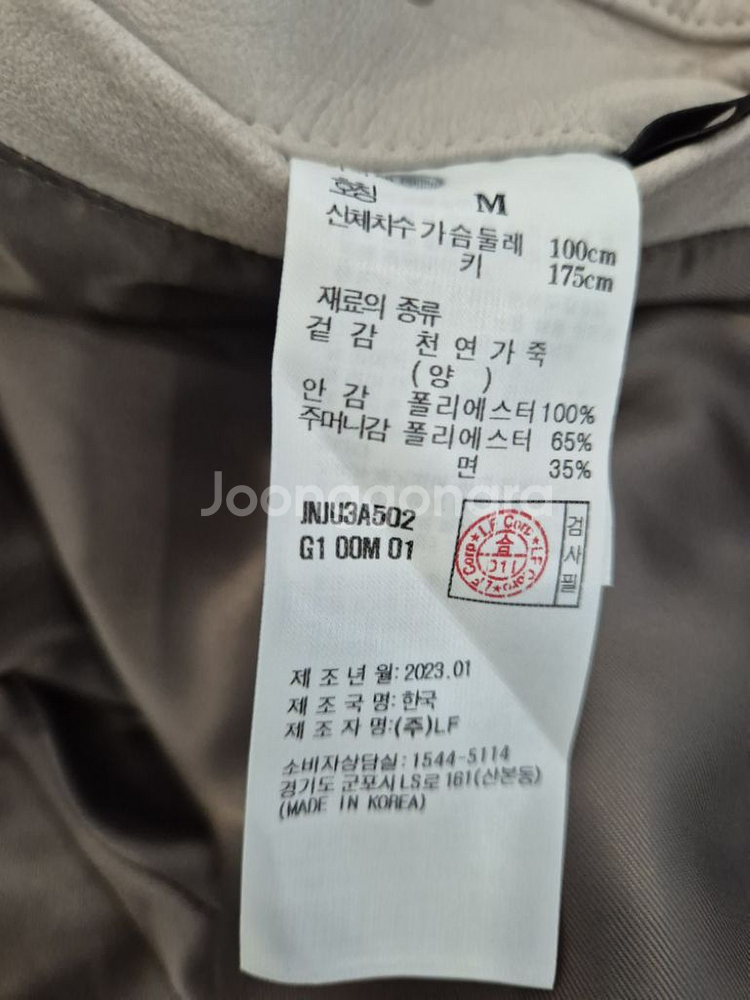 호칭 M
신체치수 가슴둘레 100cm
키 175cm
재료의 종류
겉 감 천 연 가 죽
( 양 )
안 감 폴리에스터 100%
주머니감 폴리에스터 65%
면 35%
JNJU3A502
G1 00M 01
LF Corp
합
검사필
제 조 년 월: 2023.01
제 조 국 명: 한국
제 조 자 명:(주)LF
소비자상담실: 1544-5114
경기도 군포시 LS로 161(산본동)
(MADE IN KOREA)
Joonggonara